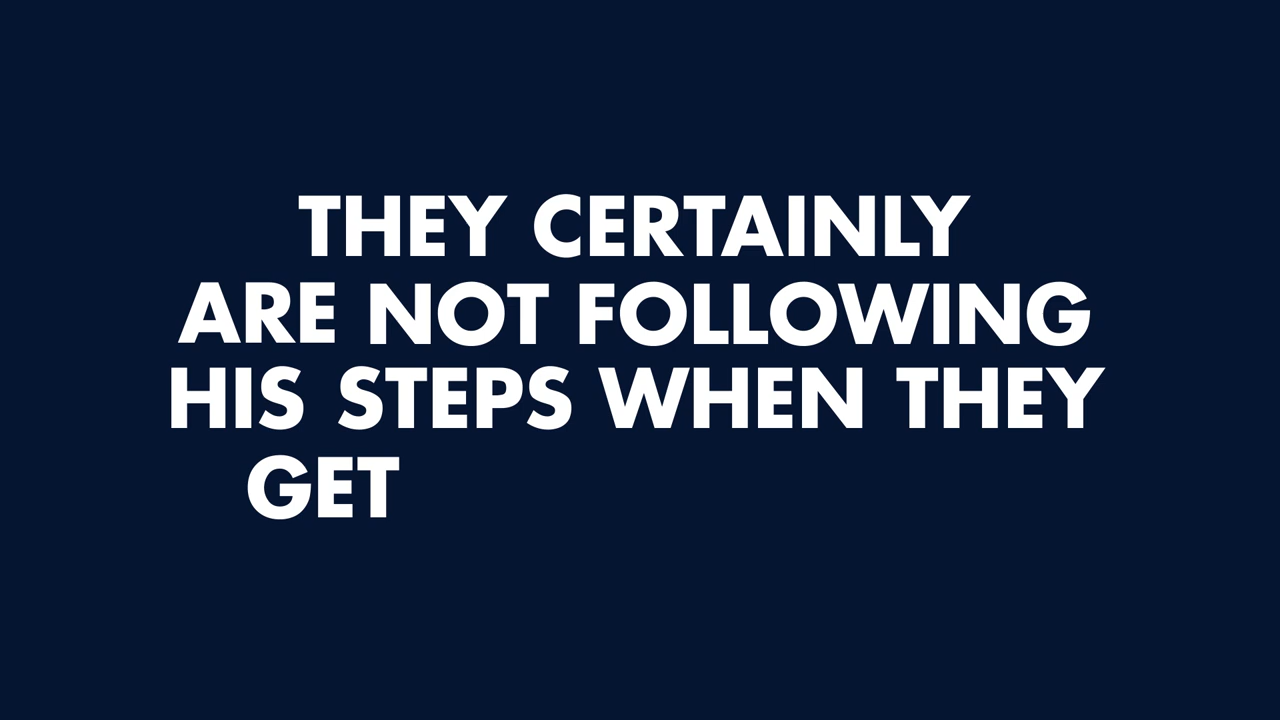 THEY CERTAINLY
ARE NOT FOLLOWING
HIS STEPS WHEN THEY
GET